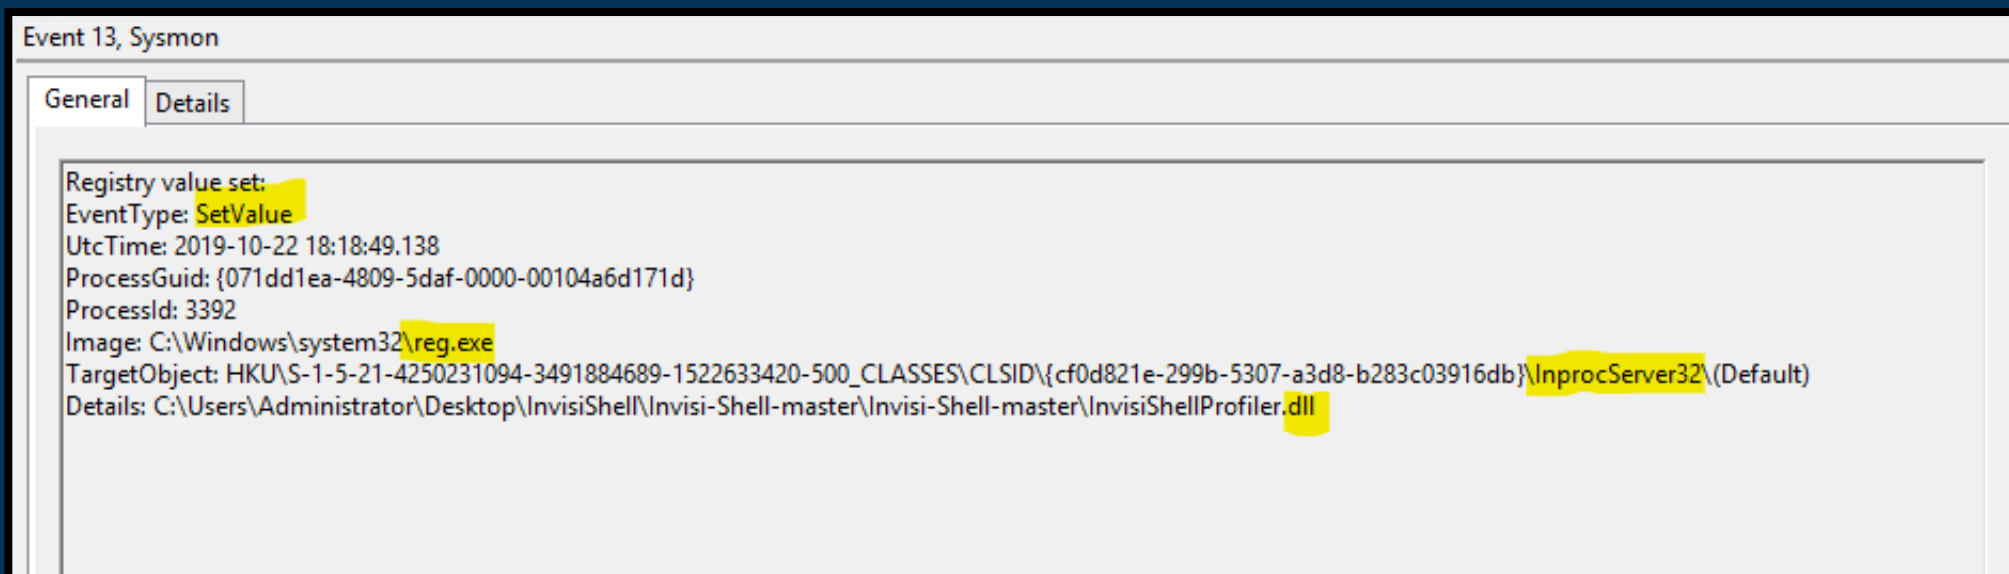 Event 13, Sysmon
General
Details
Registry value set:
EventType: SetValue
UtcTime: 2019-10-22 18:18:49.138
ProcessGuid: {071dd1ea-4809-5daf-0000-00104a6d171d}
ProcessId: 3392
Image: C:\Windows\system32\reg.exe
TargetObject: HKU\S-1-5-21-4250231094-3491884689-1522633420-500_CLASSES\CLSID\{cf0d821e-299b-5307-a3d8-b283c03916db}\InprocServer32\(Default)
Details: C:\Users\Administrator\Desktop\InvisiShell\Invisi-Shell-master\Invisi-Shell-master\InvisiShellProfiler.dll